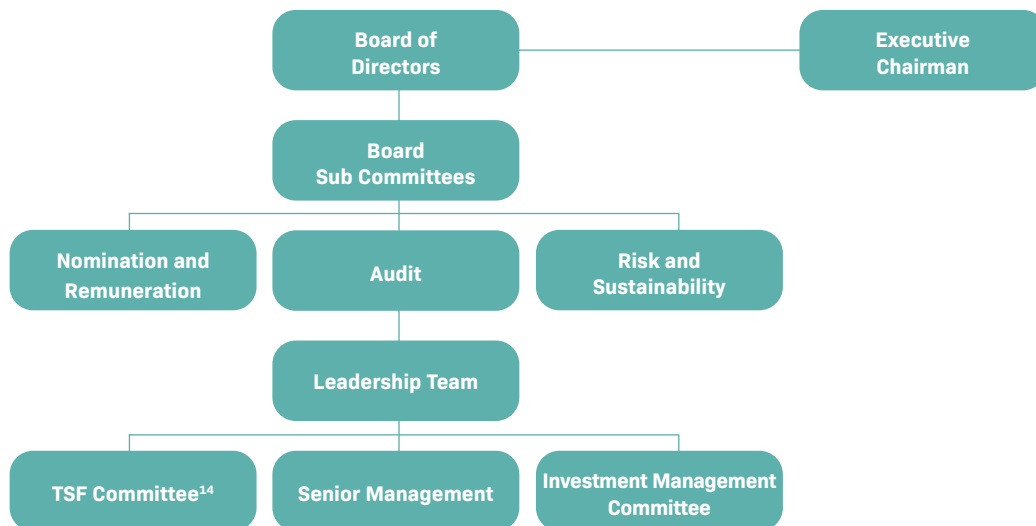 Board of
Directors
Executive
Chairman
Board
Sub Committees
Nomination and
Remuneration
Audit
Risk and
Sustainability
Leadership Team
TSF Committee¹⁴
Senior Management
Investment Management
Committee